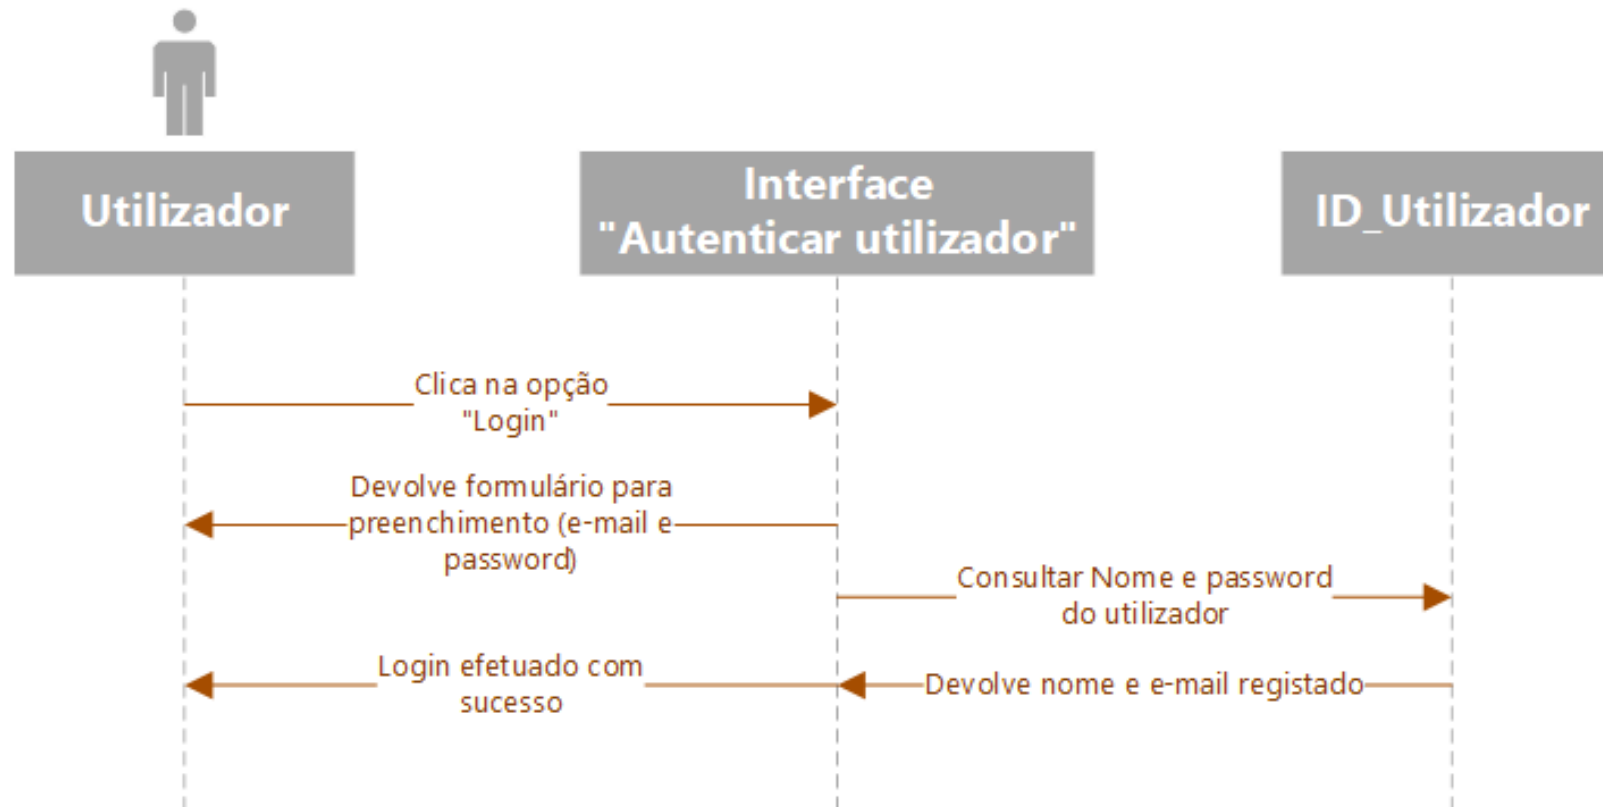 Utilizador
Interface
"Autenticar utilizador"
ID_Utilizador
Clica na opção
"Login"
Devolve formulário para
preenchimento (e-mail e
password)
Consultar Nome e password
do utilizador
Login efetuado com
sucesso
Devolve nome e e-mail registado